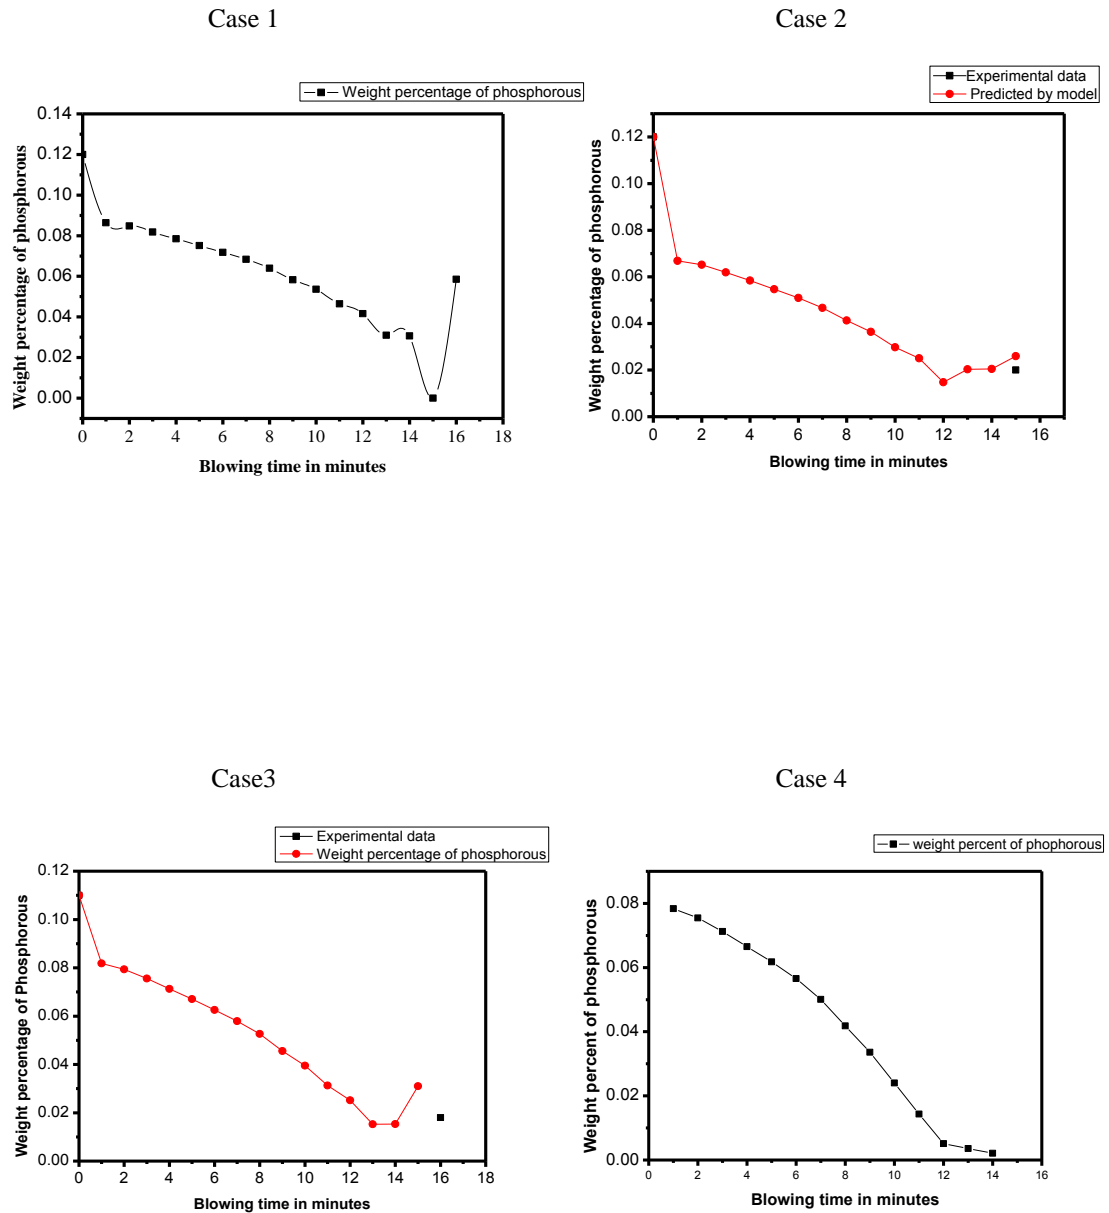 Case 1
Weight percentage of phosphorous
0.14
0.12
0.10
0.08
0.06
0.04
0.02
0.00
Weight percentage of phosphorous
0 2 4 6 8 10 12 14 16 18
Blowing time in minutes
Case 2
Experimental data
Predicted by model
0.12
0.10
0.08
0.06
0.04
0.02
0.00
Weight percentage of phosphorous
0 2 4 6 8 10 12 14 16
Blowing time in minutes
Case3
Experimental data
Weight percentage of phosphorous
0.12
0.10
0.08
0.06
0.04
0.02
0.00
Weight percentage of Phosphorous
0 2 4 6 8 10 12 14 16 18
Blowing time in minutes
Case 4
weight percent of phophorous
0.08
0.06
0.04
0.02
0.00
Weight percent of phosphorous
0 2 4 6 8 10 12 14 16
Blowing time in minutes